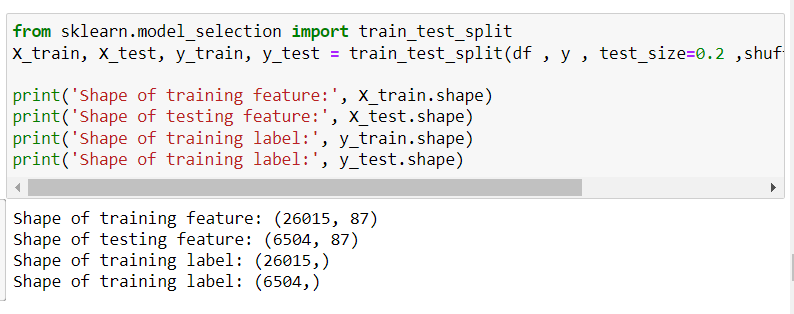 from sklearn.model_selection import train_test_split
X_train, X_test, y_train, y_test = train_test_split(df , y , test_size=0.2 ,shuf
print('Shape of training feature:', X_train.shape)
print('Shape of testing feature:', X_test.shape)
print('Shape of training label:', y_train.shape)
print('Shape of training label:', y_test.shape)
Shape of training feature: (26015, 87)
Shape of testing feature: (6504, 87)
Shape of training label: (26015,)
Shape of training label: (6504,)